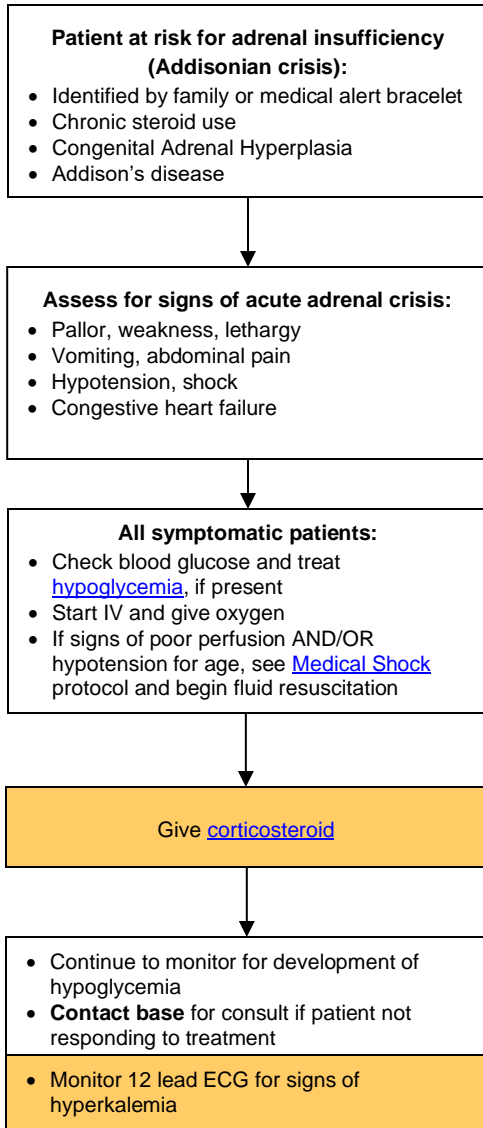 Patient at risk for adrenal insufficiency
(Addisonian crisis):
• Identified by family or medical alert bracelet
• Chronic steroid use
• Congenital Adrenal Hyperplasia
• Addison's disease
Assess for signs of acute adrenal crisis:
• Pallor, weakness, lethargy
• Vomiting, abdominal pain
• Hypotension, shock
• Congestive heart failure
All symptomatic patients:
• Check blood glucose and treat
hypoglycemia, if present
• Start IV and give oxygen
• If signs of poor perfusion AND/OR
hypotension for age, see Medical Shock
protocol and begin fluid resuscitation
Give corticosteroid
• Continue to monitor for development of
hypoglycemia
• Contact base for consult if patient not
responding to treatment
• Monitor 12 lead ECG for signs of
hyperkalemia